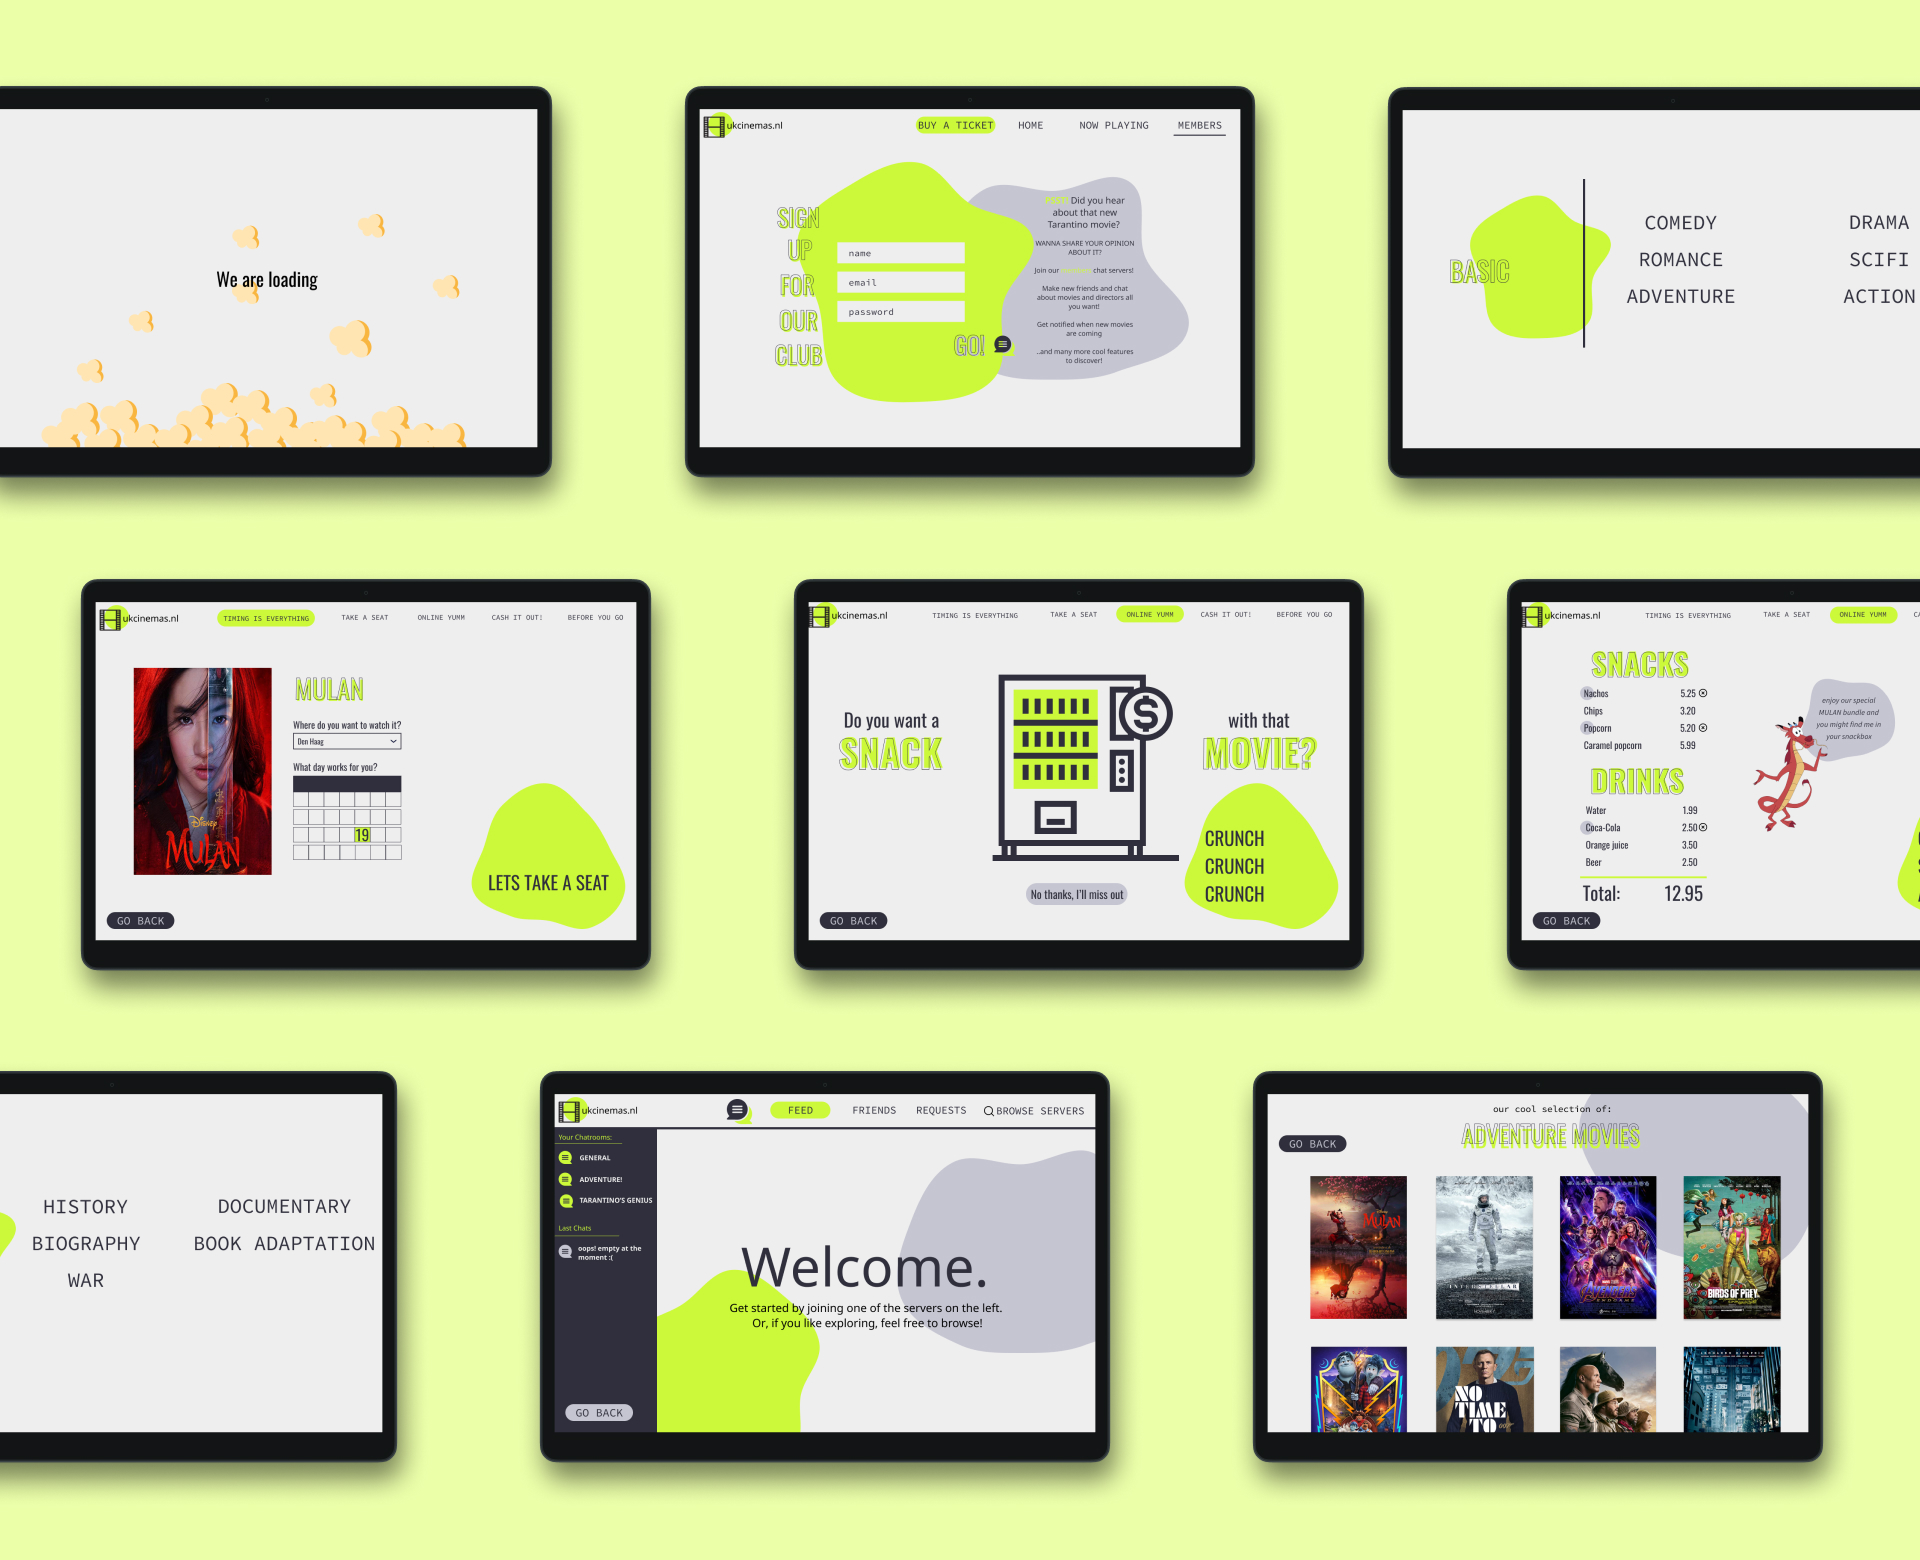 We are loading
ukcinemas.nl
BUY A TICKET
HOME
NOW PLAYING
MEMBERS
SIGN
UP
FOR
OUR
CLUB
name
email
password
GO!
Did you hear
about that new
Tarantino movie?
WANNA SHARE YOUR OPINION
ABOUT IT?
Join our chat servers!
Make new friends and chat
about movies and directors all
you want!
Get notified when new movies
are coming
...and many more cool features
to discover!
BASIC
COMEDY
ROMANCE
ADVENTURE
DRAMA
SCIFI
ACTION
ukcinemas.nl
TIMING IS EVERYTHING
TAKE A SEAT
ONLINE YUMM
CASH IT OUT!
BEFORE YOU GO
Disney
MULAN
MULAN
Where do you want to watch it?
Den Haag
What day works for you?
19
LETS TAKE A SEAT
GO BACK
ukcinemas.nl
TIMING IS EVERYTHING
TAKE A SEAT
ONLINE YUMM
CASH IT OUT!
BEFORE YOU GO
Do you want a
SNACK
$
with that
MOVIE?
No thanks, I'll miss out
CRUNCH
CRUNCH
CRUNCH
GO BACK
ukcinemas.nl
TIMING IS EVERYTHING
TAKE A SEAT
ONLINE YUMM
CA
SNACKS
Nachos 5.25
Chips 3.20
Popcorn 5.20
Caramel popcorn 5.99
DRINKS
Water 1.99
Coca-Cola 2.50
Orange juice 3.50
Beer 2.50
Total: 12.95
enjoy our special
MULAN bundle and
you might find me in
your snackbox
GO BACK
HISTORY
BIOGRAPHY
WAR
DOCUMENTARY
BOOK ADAPTATION
ukcinemas.nl
FEED
FRIENDS
REQUESTS
BROWSE SERVERS
Your Chatrooms:
GENERAL
ADVENTURE!
TARANTINO'S GENIUS
Last Chats
oops! empty at the
moment :(
GO BACK
Welcome.
Get started by joining one of the servers on the left.
Or, if you like exploring, feel free to browse!
our cool selection of:
ADVENTURE MOVIES
GO BACK
MULAN
INTERSTELLAR
AVENGERS
ENDGAME
BIRDS OF PREY
NO
TIME
TO